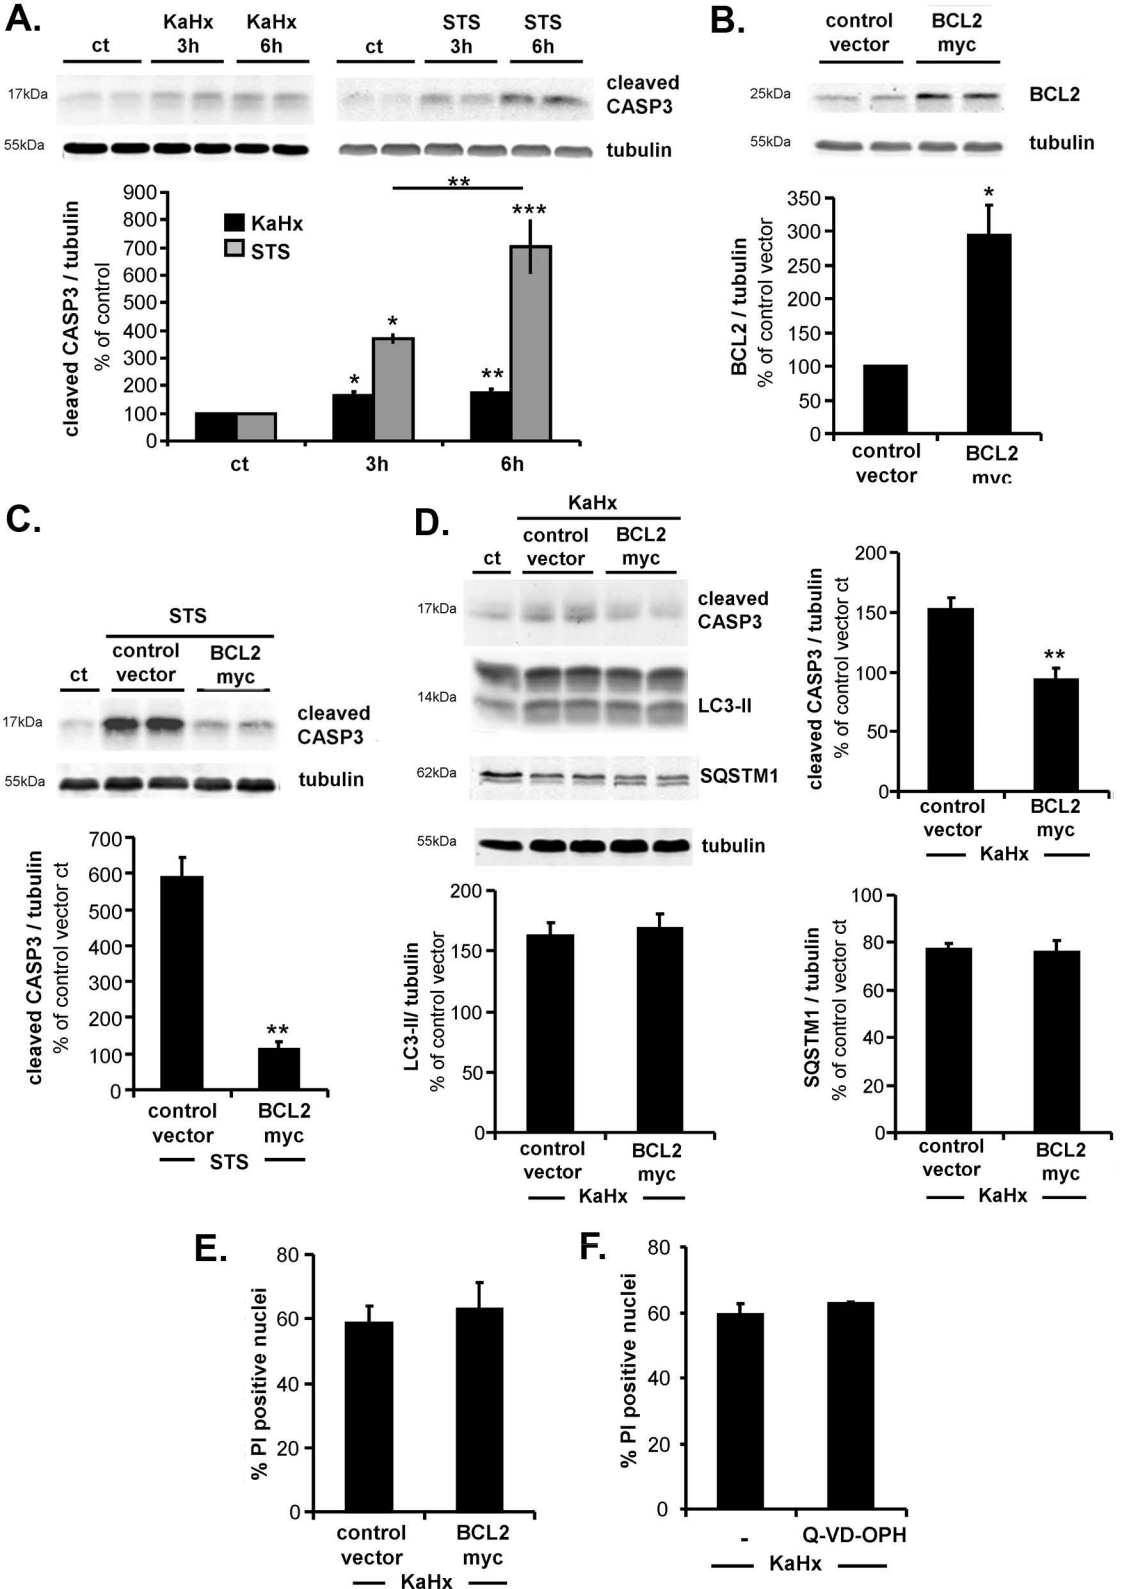 A.
KaHx KaHx STS STS
ct 3h 6h ct 3h 6h
17kDa cleaved
CASP3
55kDa tubulin
cleaved CASP3 / tubulin
% of control
900
800
700
600
500
400
300
200
100
0
KaHx
STS
**
* * ** ***
ct 3h 6h
B.
control BCL2
vector myc
25kDa BCL2
55kDa tubulin
BCL2 / tubulin
% of control vector
350
300
250
200
150
100
50
0
*
control BCL2
vector myc
C.
STS
control BCL2
ct vector myc
17kDa cleaved
CASP3
55kDa tubulin
cleaved CASP3 / tubulin
% of control vector ct
700
600
500
400
300
200
100
0
**
control BCL2
vector myc
STS
D.
KaHx
control BCL2
ct vector myc
17kDa cleaved
CASP3
14kDa LC3-II
62kDa SQSTM1
55kDa tubulin
cleaved CASP3 / tubulin
% of control vector ct
200
150
100
50
0
**
control BCL2
vector myc
KaHx
LC3-II/ tubulin
% of control vector
200
150
100
50
0
control BCL2
vector myc
KaHx
SQSTM1 / tubulin
% of control vector ct
100
80
60
40
20
0
control BCL2
vector myc
KaHx
E.
% PI positive nuclei
80
60
40
20
0
control BCL2
vector myc
KaHx
F.
% PI positive nuclei
80
60
40
20
0
- Q-VD-OPH
KaHx